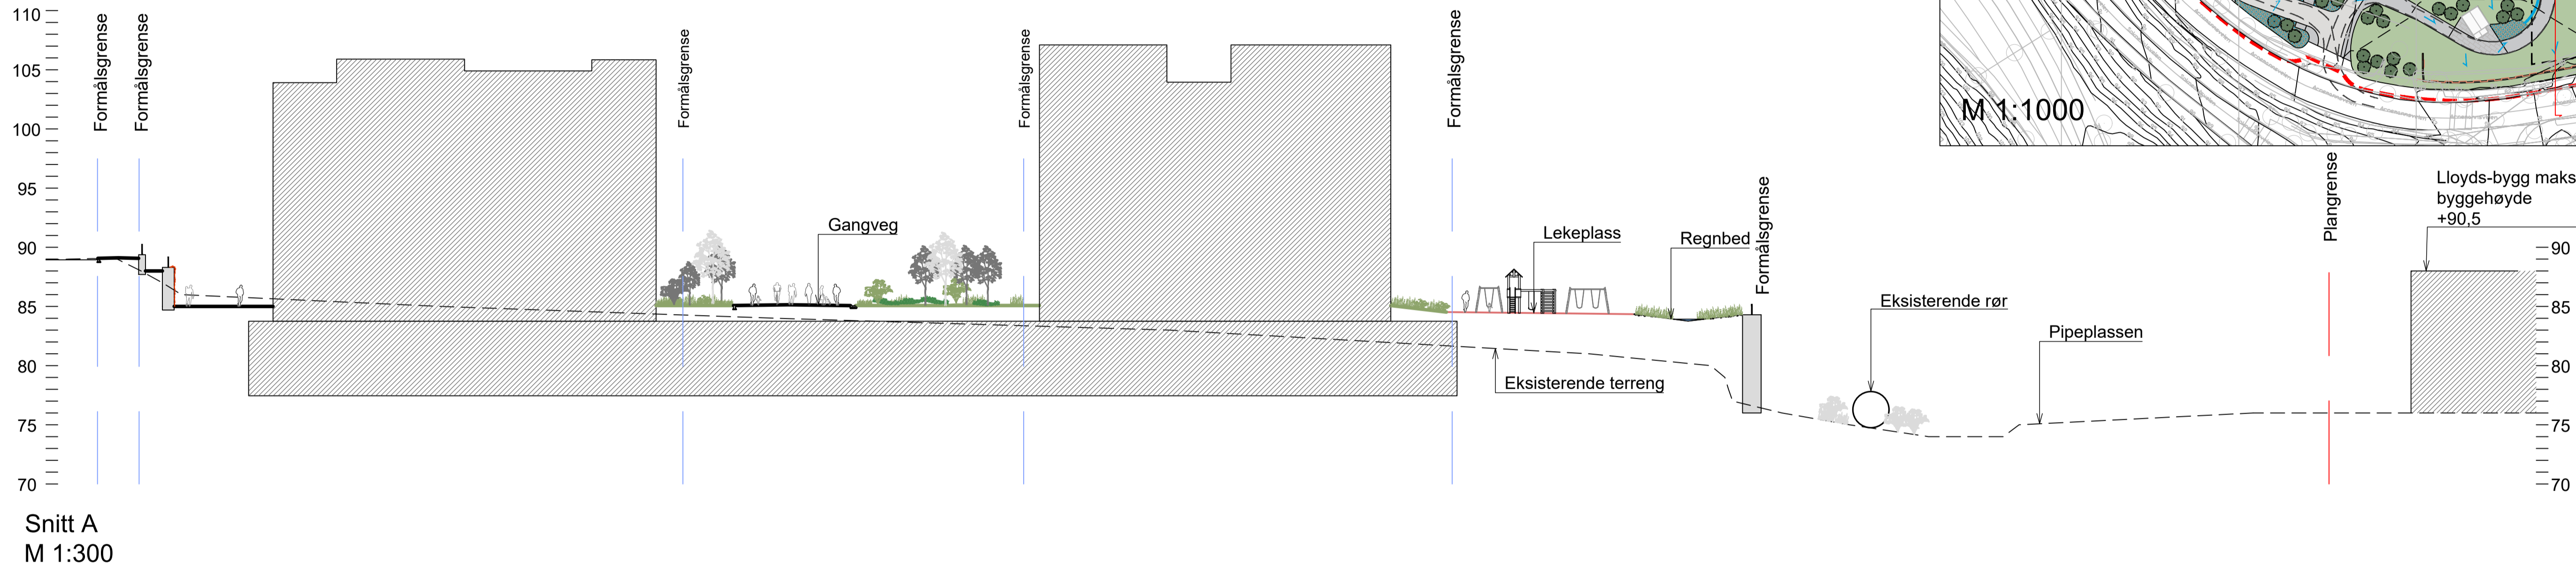 110
105
100
95
90
85
80
75
70
Formålsgrense
Formålsgrense
Formålsgrense
Formålsgrense
Formålsgrense
Formålsgrense
Plangrense
Gangveg
Lekeplass
Regnbed
Eksisterende terreng
Eksisterende rør
Pipeplassen
M 1:1000
Lloyds-bygg maks
byggehøyde
+90,5
90
85
80
75
70
Snitt A
M 1:300